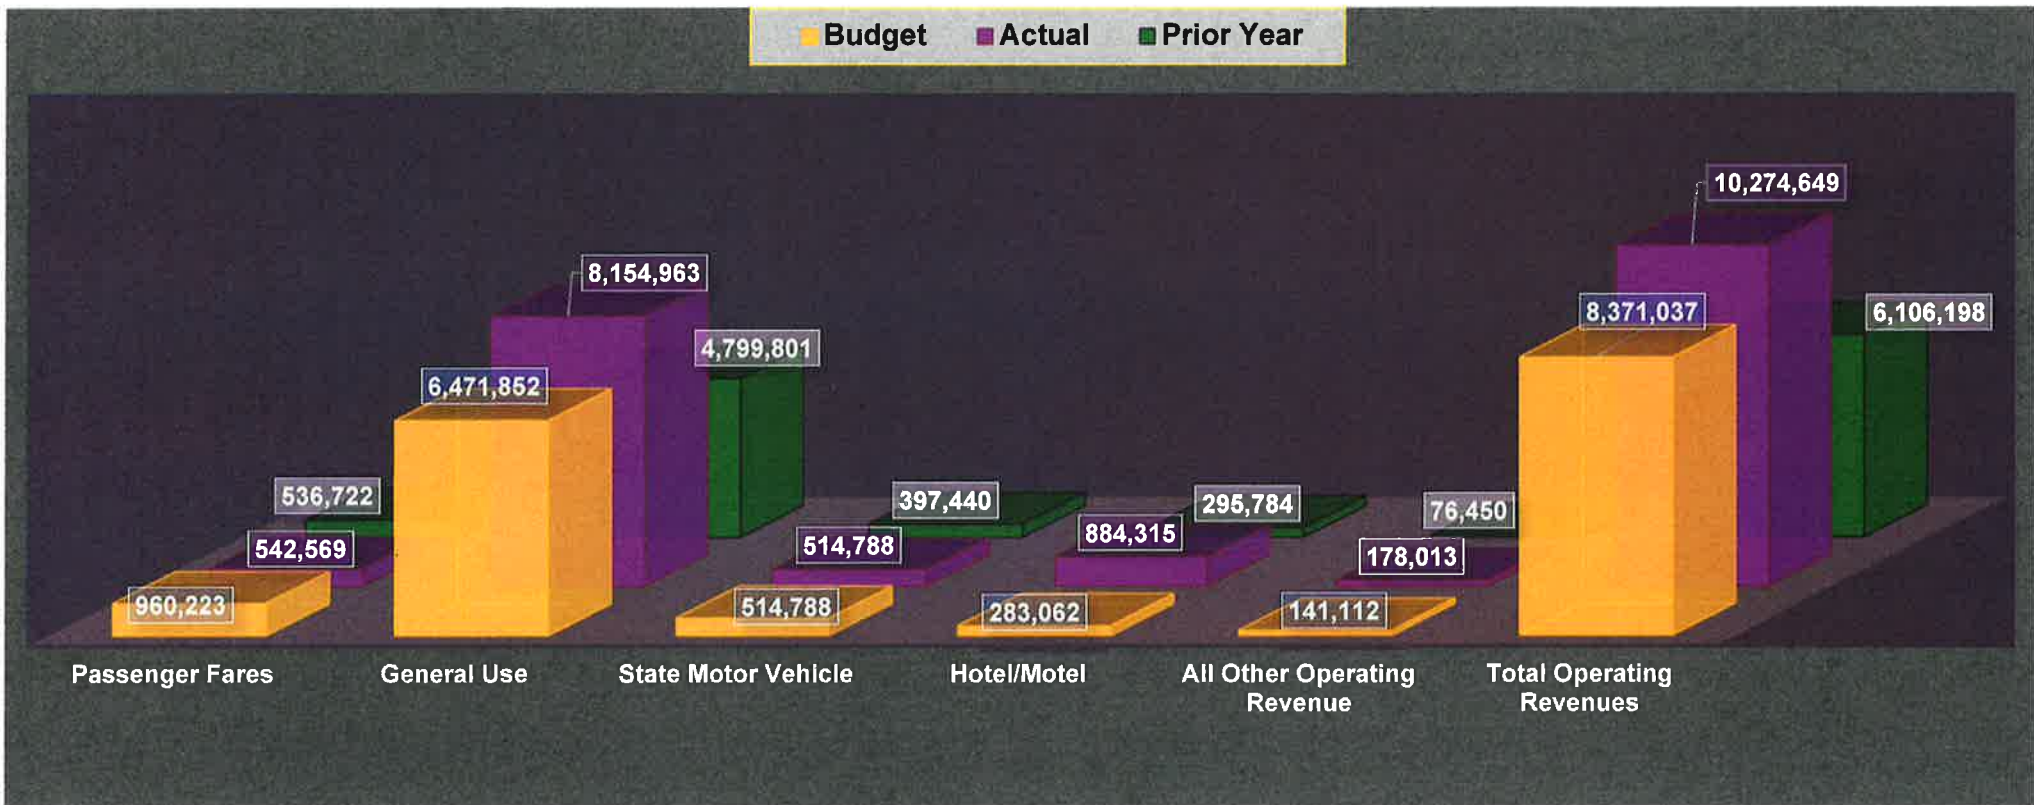 Budget Actual Prior Year
10,274,649
8,154,963
8,371,037
6,106,198
4,799,801
6,471,852
536,722
397,440
295,784
76,450
542,569
514,788
884,315
178,013
960,223
514,788
283,062
141,112
Passenger Fares
General Use
State Motor Vehicle
Hotel/Motel
All Other Operating
Revenue
Total Operating
Revenues